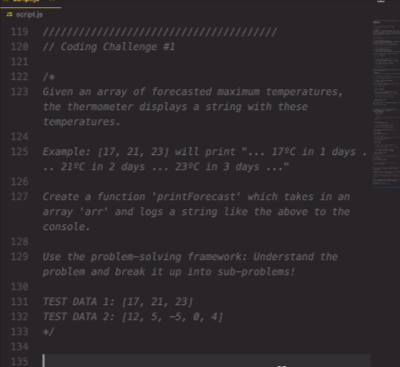 script.js
119 ////////////////////////////////////////
120 // Coding Challenge #1
121
122 /*
123 Given an array of forecasted maximum temperatures,
the thermometer displays a string with these
temperatures.
124
125 Example: [17, 21, 23] will print "... 17ºC in 1 days .
.. 21ºC in 2 days ... 23ºC in 3 days ..."
126
127 Create a function 'printForecast' which takes in an
array 'arr' and logs a string like the above to the
console.
128
129 Use the problem-solving framework: Understand the
problem and break it up into sub-problems!
130
131 TEST DATA 1: [17, 21, 23]
132 TEST DATA 2: [12, 5, -5, 0, 4]
133 */
134
135